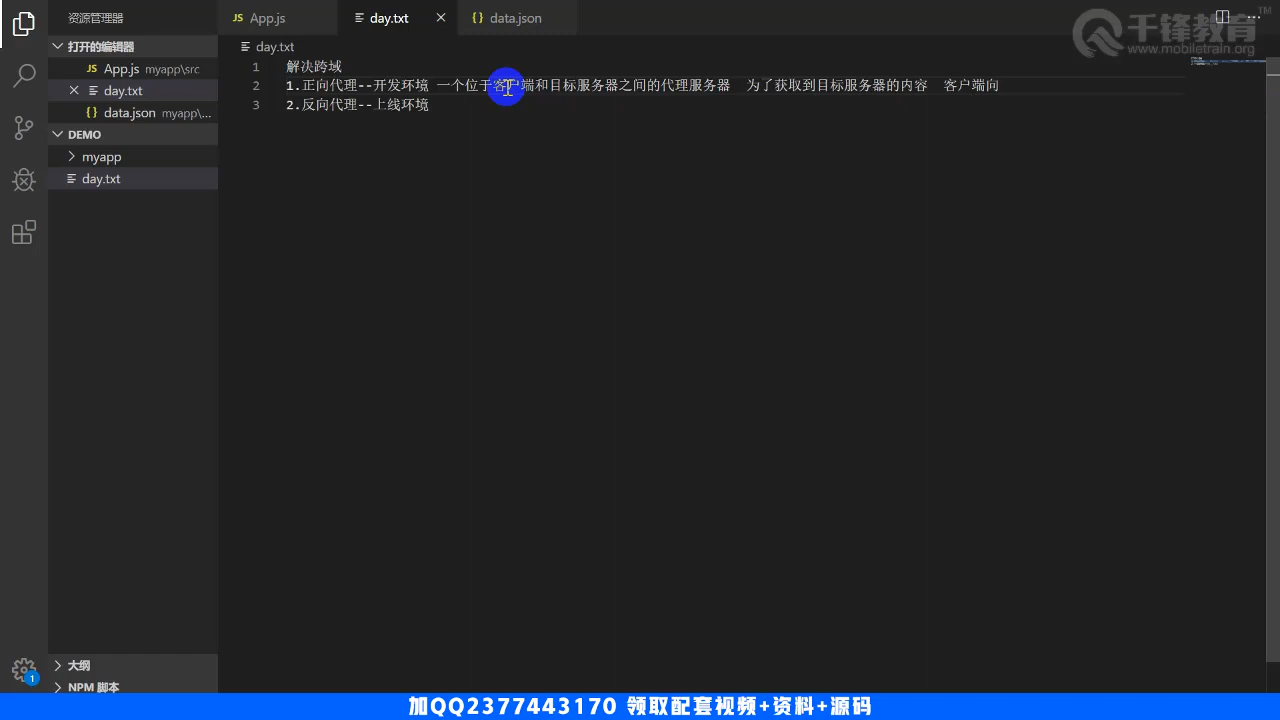 资源管理器
App.js
day.txt
data.json
千锋教育
TM
www.mobiletrain.org
打开的编辑器
App.js myapp\src
day.txt
data.json myapp\...
DEMO
myapp
day.txt
day.txt
1 解决跨域
2 1.正向代理--开发环境 一个位于客户端和目标服务器之间的代理服务器 为了获取到目标服务器的内容 客户端向
3 2.反向代理--上线环境
大纲
NPM 脚本
1
加QQ2377443170 领取配套视频+资料+源码